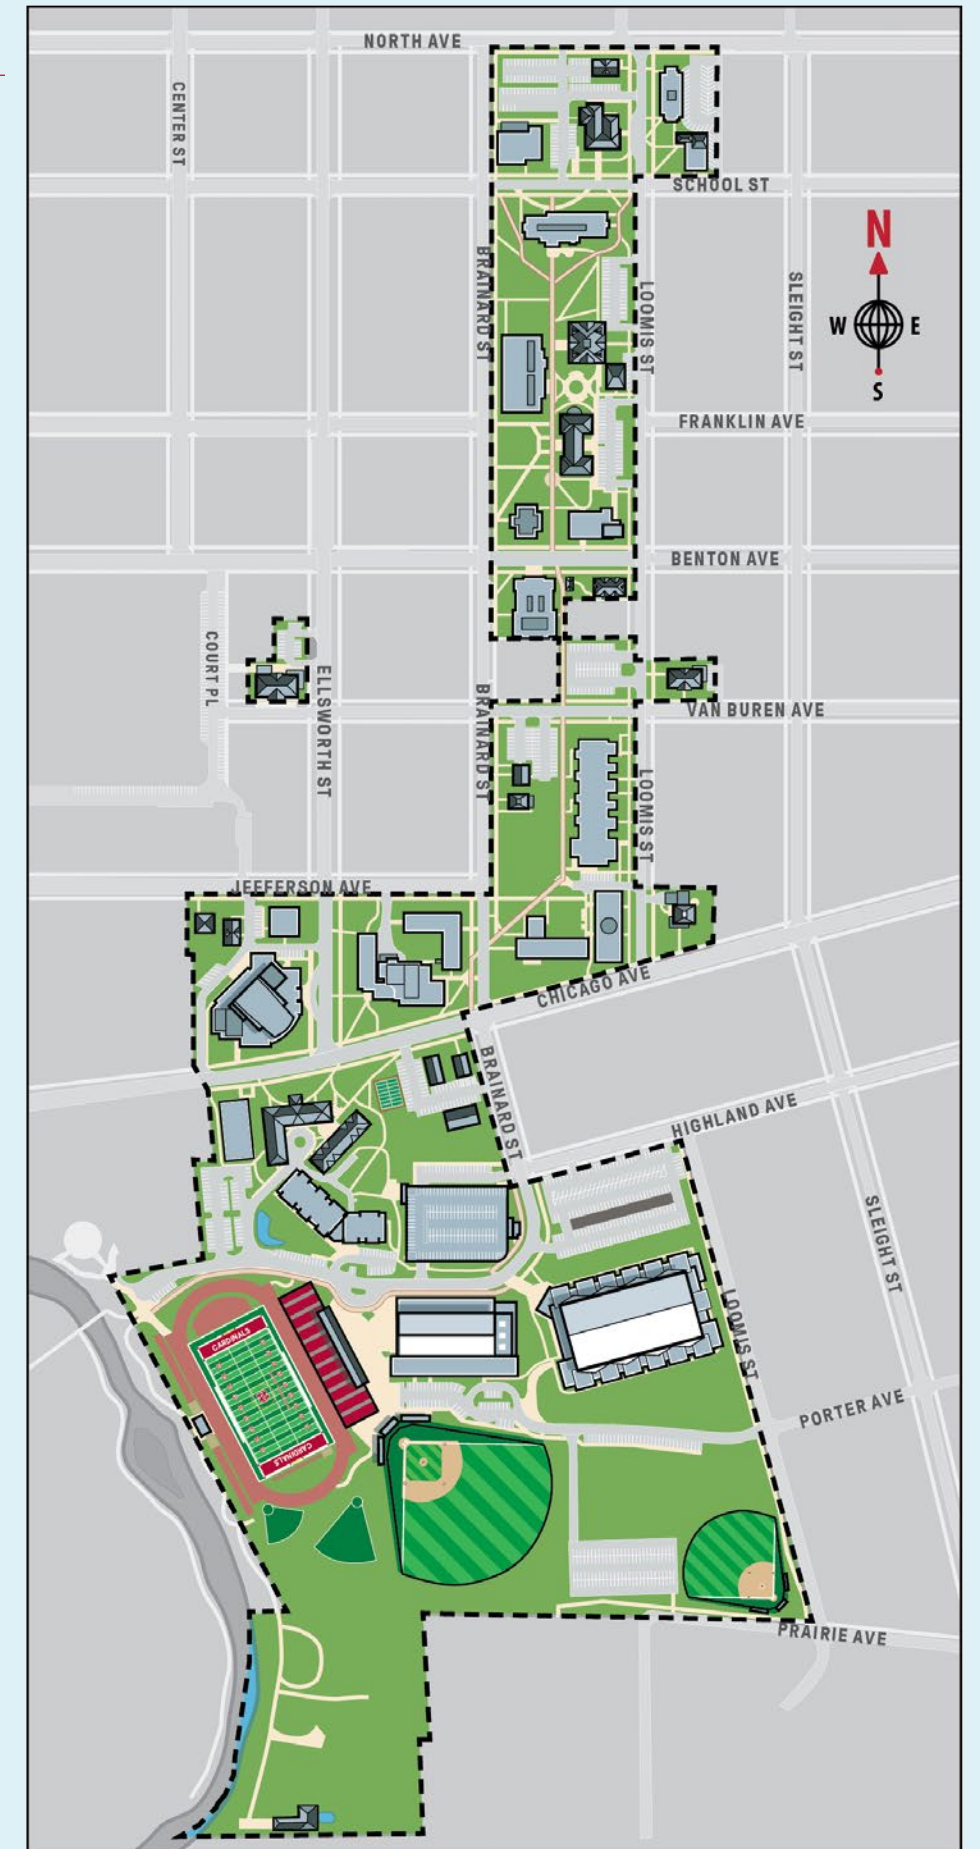 NORTH AVE
CENTER ST
SCHOOL ST
N
BRAINARD ST
LOOMIS ST
SLEIGHT ST
W
E
S
FRANKLIN AVE
BENTON AVE
COURT PL
ELLSWORTH ST
BRAINARD ST
VAN BUREN AVE
LOOMIS ST
JEFFERSON AVE
CHICAGO AVE
BRAINARD ST
HIGHLAND AVE
SLEIGHT ST
LOOMIS ST
CARDINALS
PORTER AVE
CARDINALS
PRAIRIE AVE